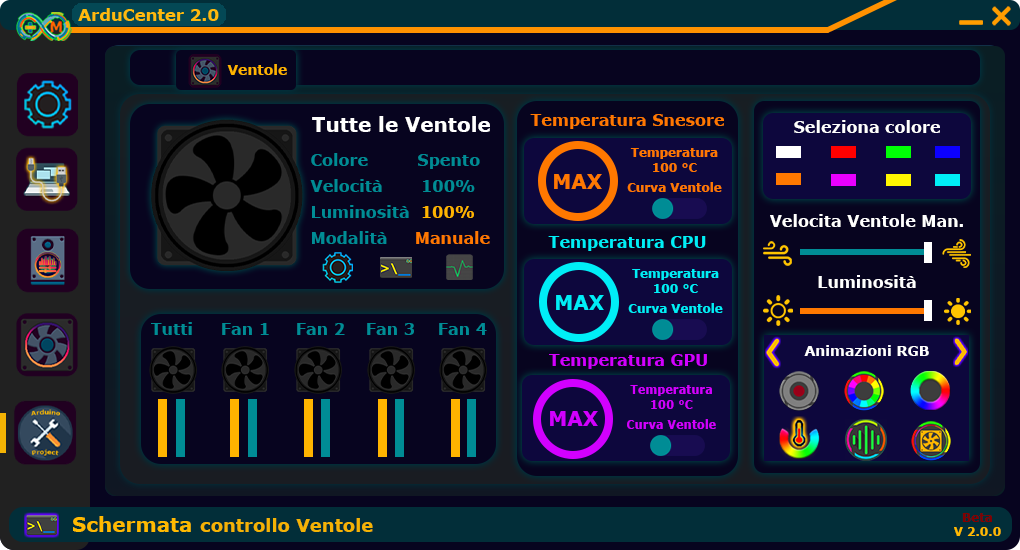 ArduCenter 2.0
M
Ventole
Tutte le Ventole
Colore Spento
Velocità 100%
Luminosità 100%
Modalità Manuale
>\_
Tutti Fan 1 Fan 2 Fan 3 Fan 4
Temperatura Snesore
MAX
Temperatura
100 °C
Curva Ventole
Temperatura CPU
MAX
Temperatura
100 °C
Curva Ventole
Temperatura GPU
MAX
Temperatura
100 °C
Curva Ventole
Seleziona colore
Velocita Ventole Man.
Luminosità
Animazioni RGB
Arduino
Project
>\_
Schermata controllo Ventole
Beta
V 2.0.0